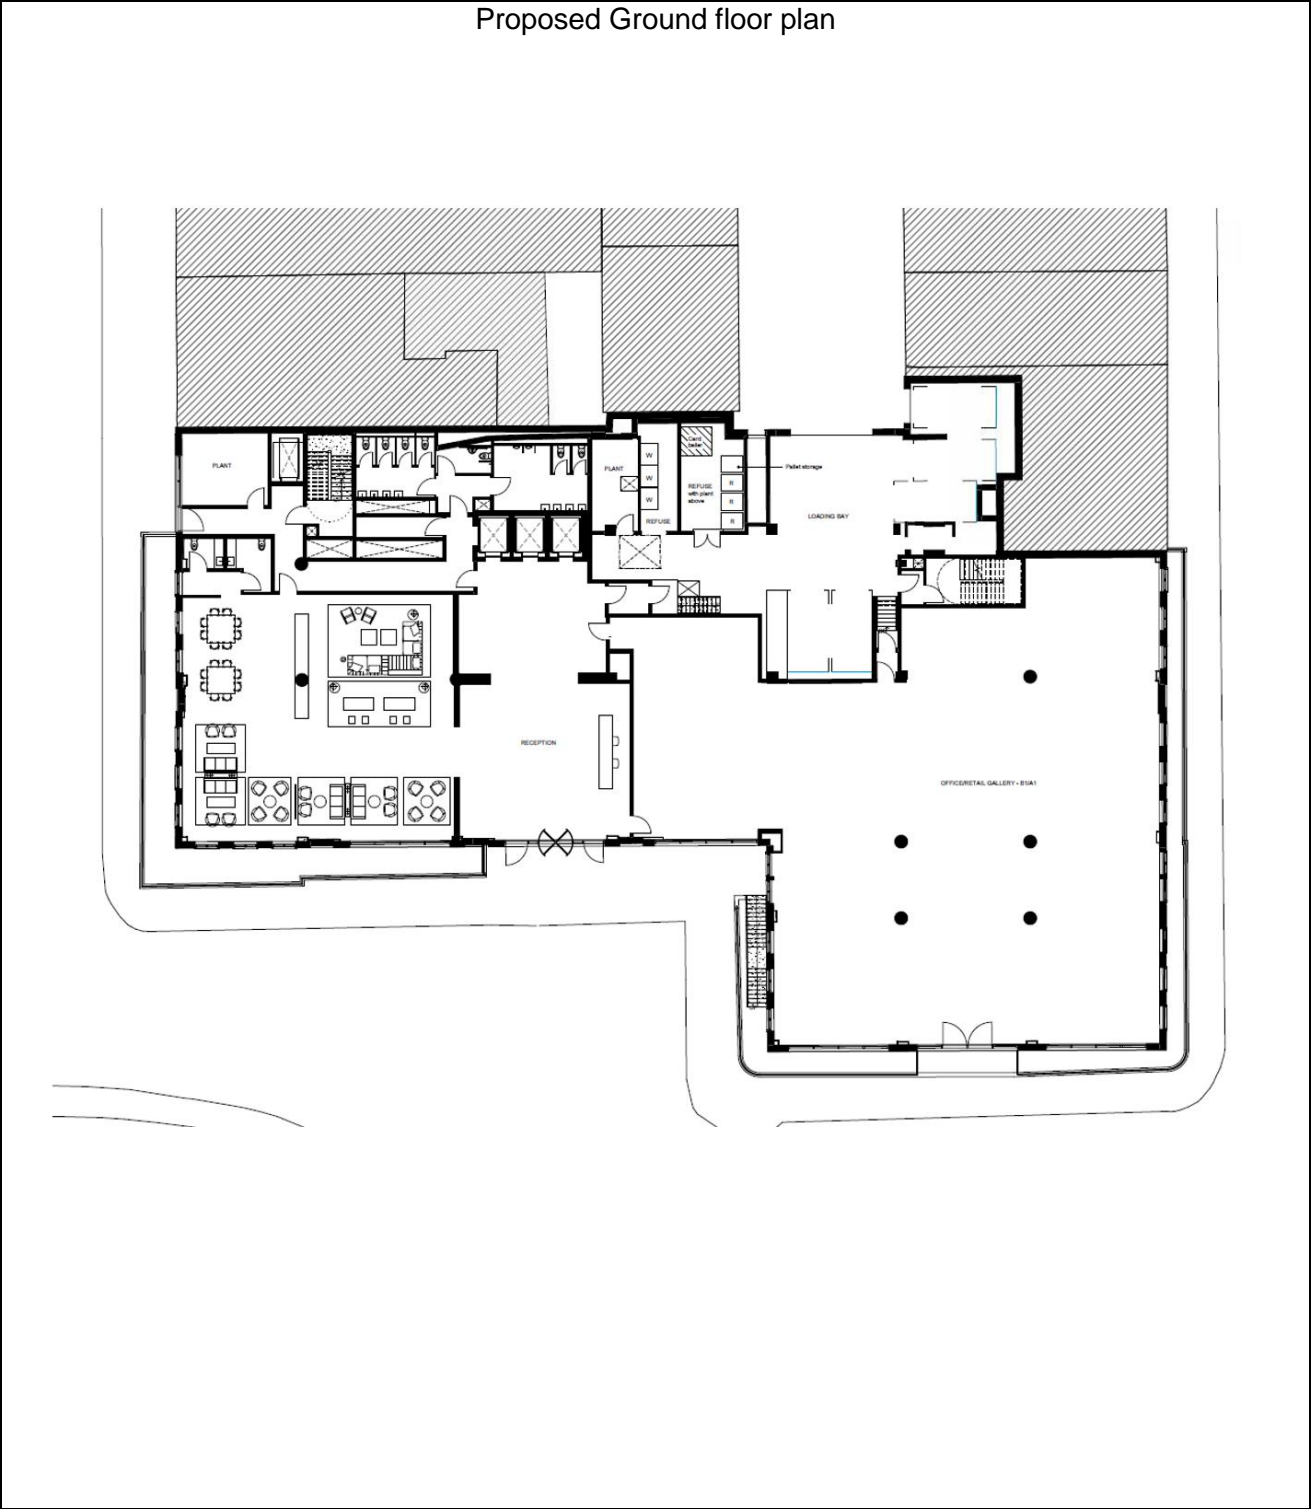 Proposed Ground floor plan
Card
baler
PLANT
PLANT
W
W
W
REFUSE
REFUSE
with plant
above
R
R
R
Pallet storage
LOADING BAY
RECEPTION
OFFICE/RETAIL GALLERY - B1/A1